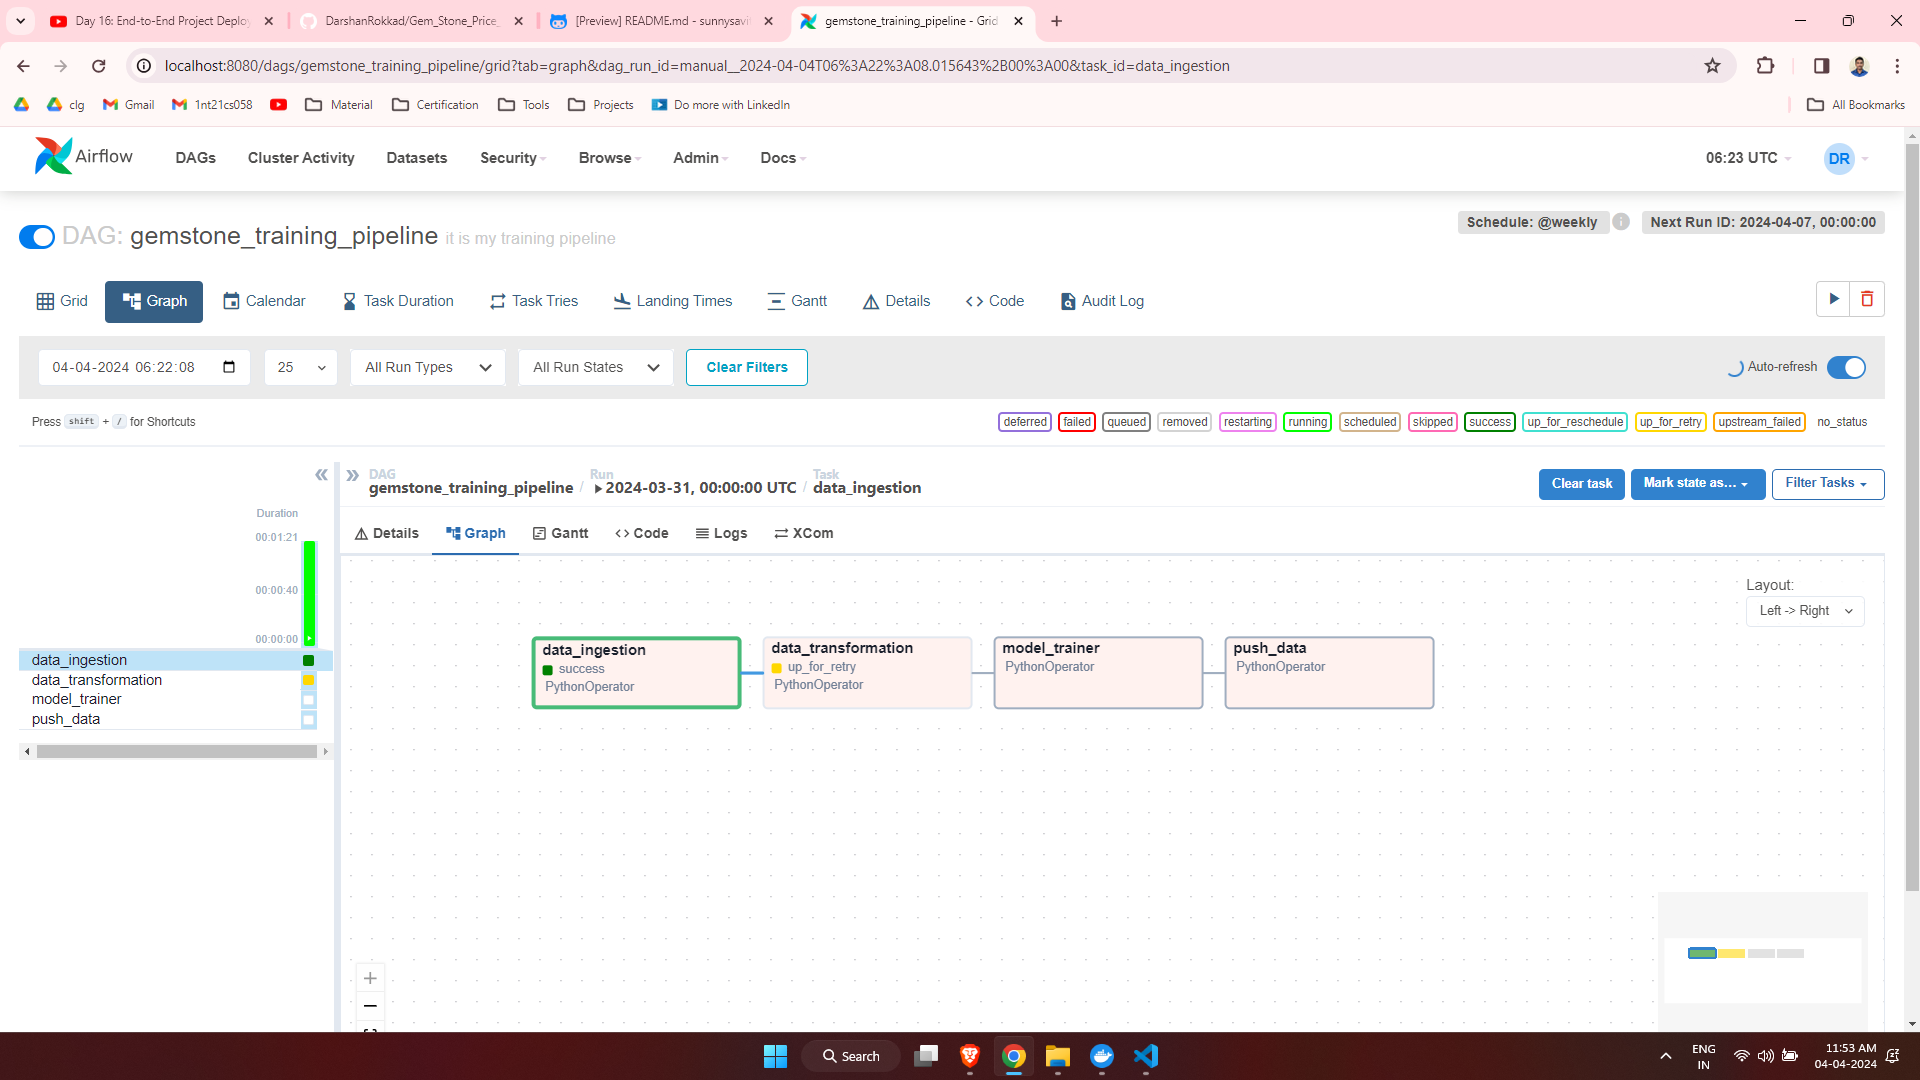 Day 16: End-to-End Project Deploy
DarshanRokkad/Gem_Stone_Price_
[Preview] README.md - sunnysavi
gemstone_training_pipeline - Grid
localhost:8080/dags/gemstone_training_pipeline/grid?tab=graph&dag_run_id=manual__2024-04-04T06%3A22%3A08.015643%2B00%3A00&task_id=data_ingestion
clg
Gmail
1nt21cs058
Material
Certification
Tools
Projects
Do more with LinkedIn
All Bookmarks
Airflow
DAGs
Cluster Activity
Datasets
Security
Browse
Admin
Docs
06:23 UTC
DR
DAG: gemstone_training_pipeline it is my training pipeline
Schedule: @weekly
Next Run ID: 2024-04-07, 00:00:00
Grid
Graph
Calendar
Task Duration
Task Tries
Landing Times
Gantt
Details
Code
Audit Log
04-04-2024 06:22:08
25
All Run Types
All Run States
Clear Filters
Auto-refresh
Press shift + / for Shortcuts
deferred
failed
queued
removed
restarting
running
scheduled
skipped
success
up_for_reschedule
up_for_retry
upstream_failed
no_status
DAG
gemstone_training_pipeline
/
Run
2024-03-31, 00:00:00 UTC
/
Task
data_ingestion
Clear task
Mark state as...
Filter Tasks
Duration
00:01:21
00:00:40
00:00:00
data_ingestion
data_transformation
model_trainer
push_data
Details
Graph
Gantt
Code
Logs
XCom
Layout:
Left -> Right
data_ingestion
success
PythonOperator
data_transformation
up_for_retry
PythonOperator
model_trainer
PythonOperator
push_data
PythonOperator
Search
ENG
IN
11:53 AM
04-04-2024